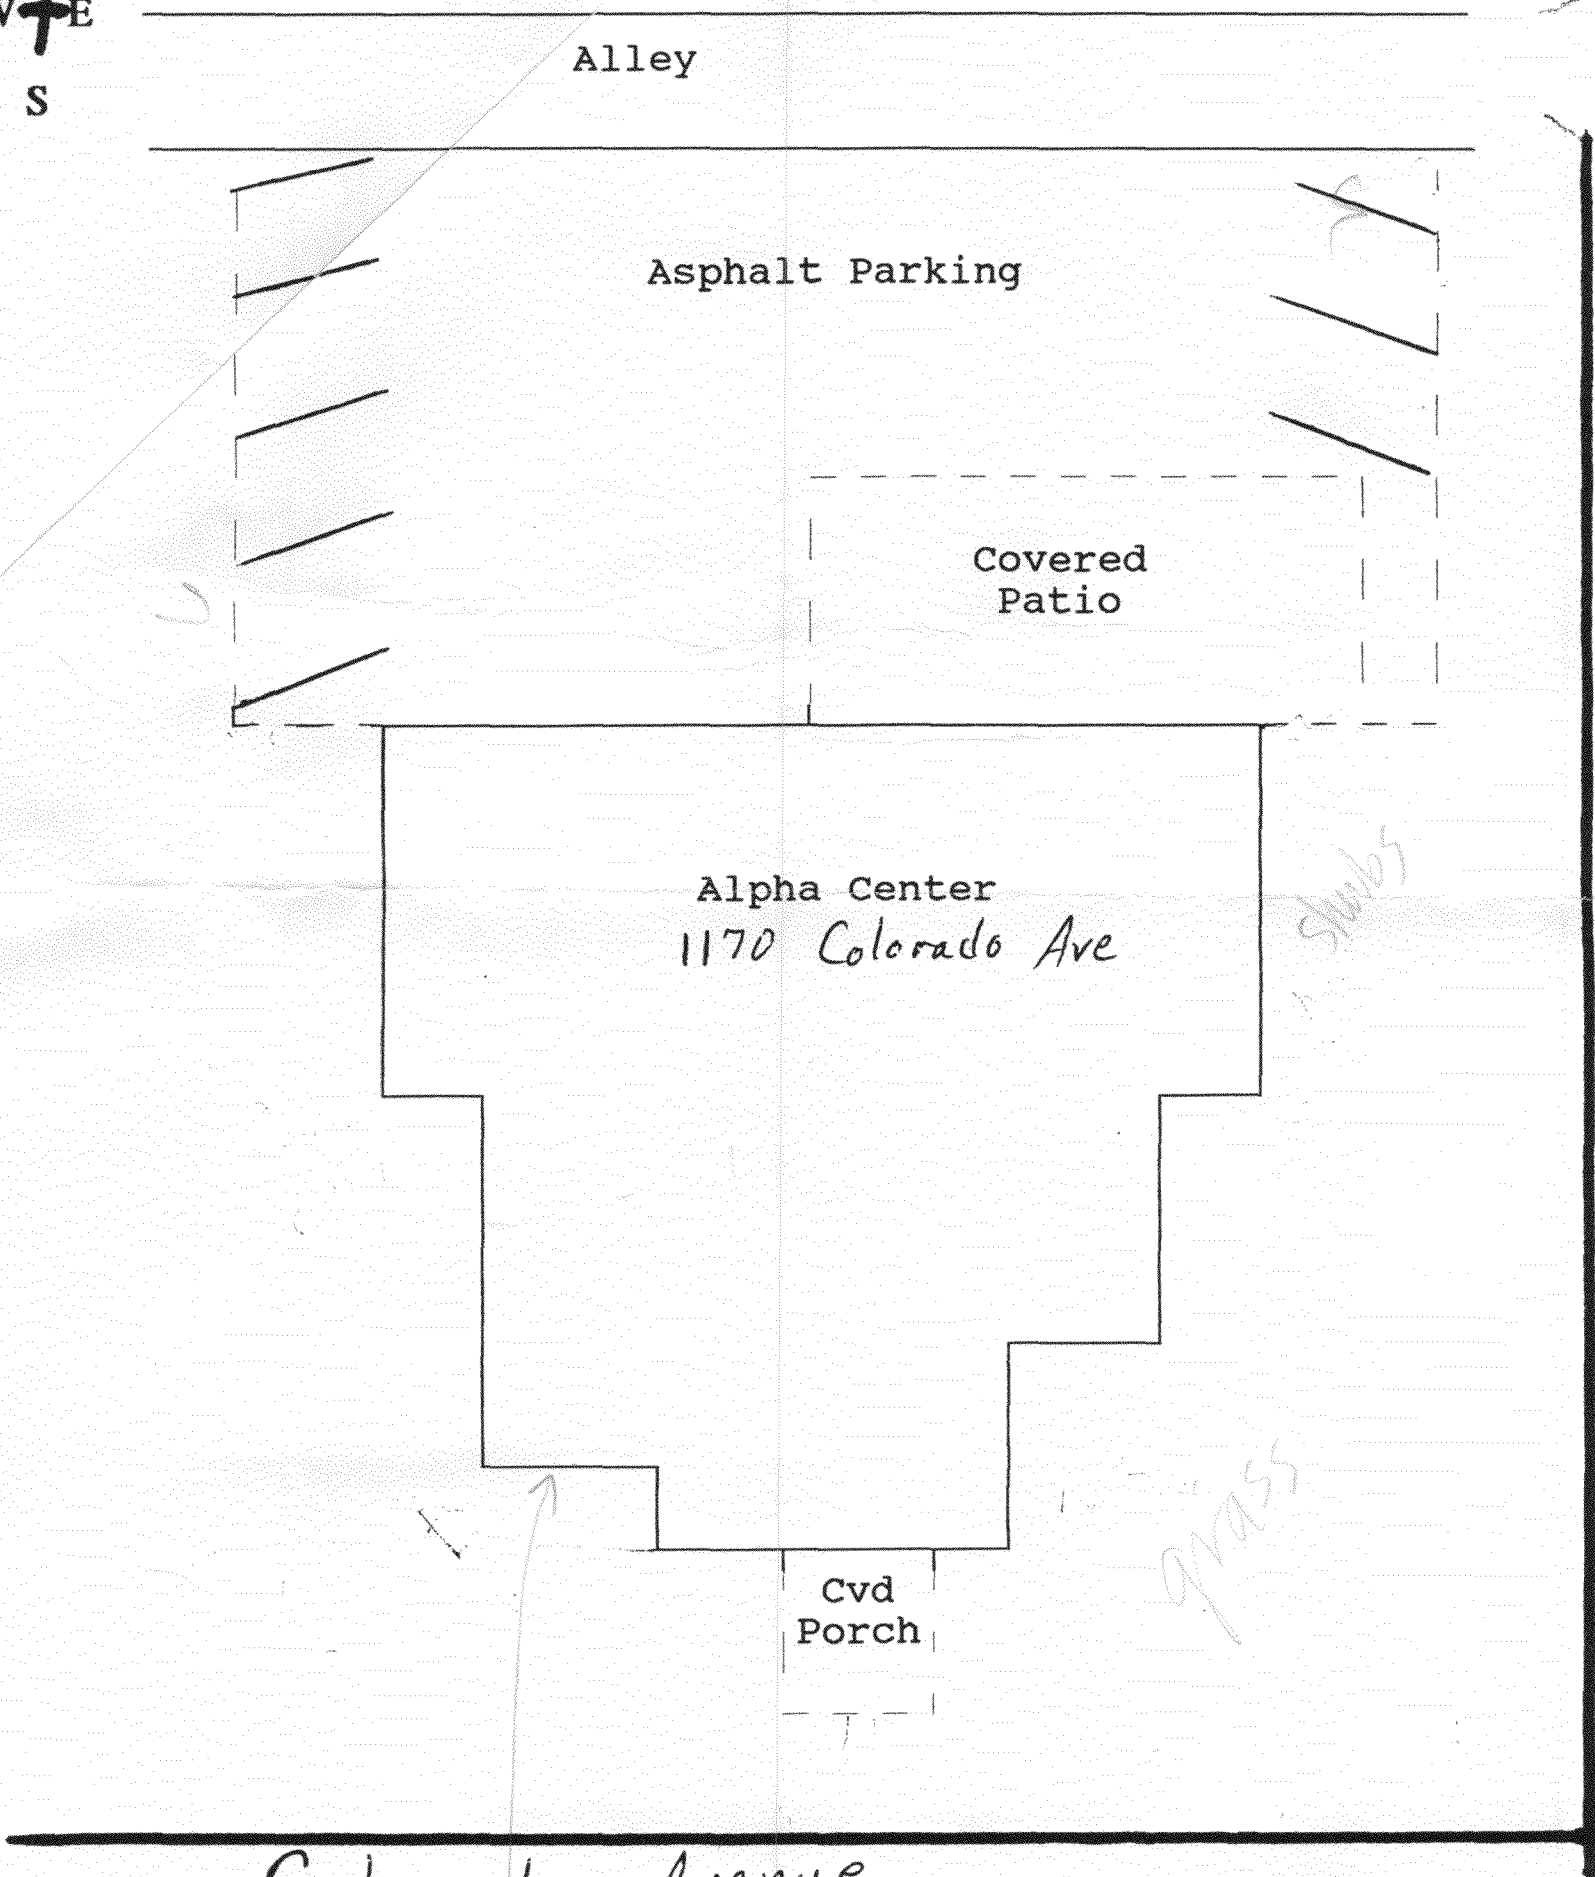 E
S
Alley
Asphalt Parking
Covered
Patio
Alpha Center
1170 Colorado Ave
shrubs
grass
Cvd
Porch